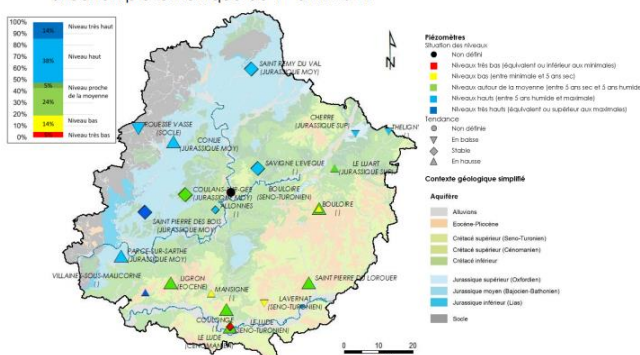 100%
90%
80%
70%
60%
50%
40%
30%
20%
10%
0%
14%
38%
5%
24%
14%
5%
Niveau très haut
Niveau haut
Niveau proche
de la moyenne
Niveau bas
Niveau très bas
N
SAINT REMY DU VAL
(JURASSIQUE MOY)
ROUESSE VASSE
(SOCLE)
CONLIE
(JURASSIQUE MOY)
CHERRE
(JURASSIQUE SUP)
THELIGN'
SAVIGNE L'EVEQUE
( )
LE LUART
(JURASSIQUE SUP)
COULANS-SUR-GEE
(JURASSIQUE MOY)
ALLONNES
( )
BOULOIRE
(SENO-TURONIEN)
BOULOIRE
( )
SAINT PIERRE DES BOIS
(JURASSIQUE MOY)
PARCE-SUR-SARTHE
(JURASSIQUE MOY)
VILLAINES-SOUS-MALICORNE
( )
LIGRON
(EOCENE)
MANSIGNE
( )
SAINT PIERRE DU LOROUER
( )
LAVERNAT
(SENO-TURONIEN)
COULONGE
( )
LE LUDE
(SENO-TURONIEN)
LE LUDE
(CENOMANIEN)
0 10 20
Piézomètres
Situation des niveaux
Non défini
Niveaux très bas (équivalent ou inférieur aux minimales)
Niveaux bas (entre minimale et 5 ans sec)
Niveaux autour de la moyenne (entre 5 ans sec et 5 ans humide
Niveaux hauts (entre 5 ans humide et maximale)
Niveaux très hauts (équivalent ou supérieur aux maximales)
Tendance
Non définie
En baisse
Stable
En hausse
Contexte géologique simplifié
Aquifère
Alluvions
Eocène-Pliocène
Crétacé supérieur (Seno-Turonien)
Crétacé supérieur (Cénomanien)
Crétacé inférieur
Jurassique supérieur (Oxfordien)
Jurassique moyen (Bajocien-Bathonien)
Jurassique inférieur (Lias)
Socle